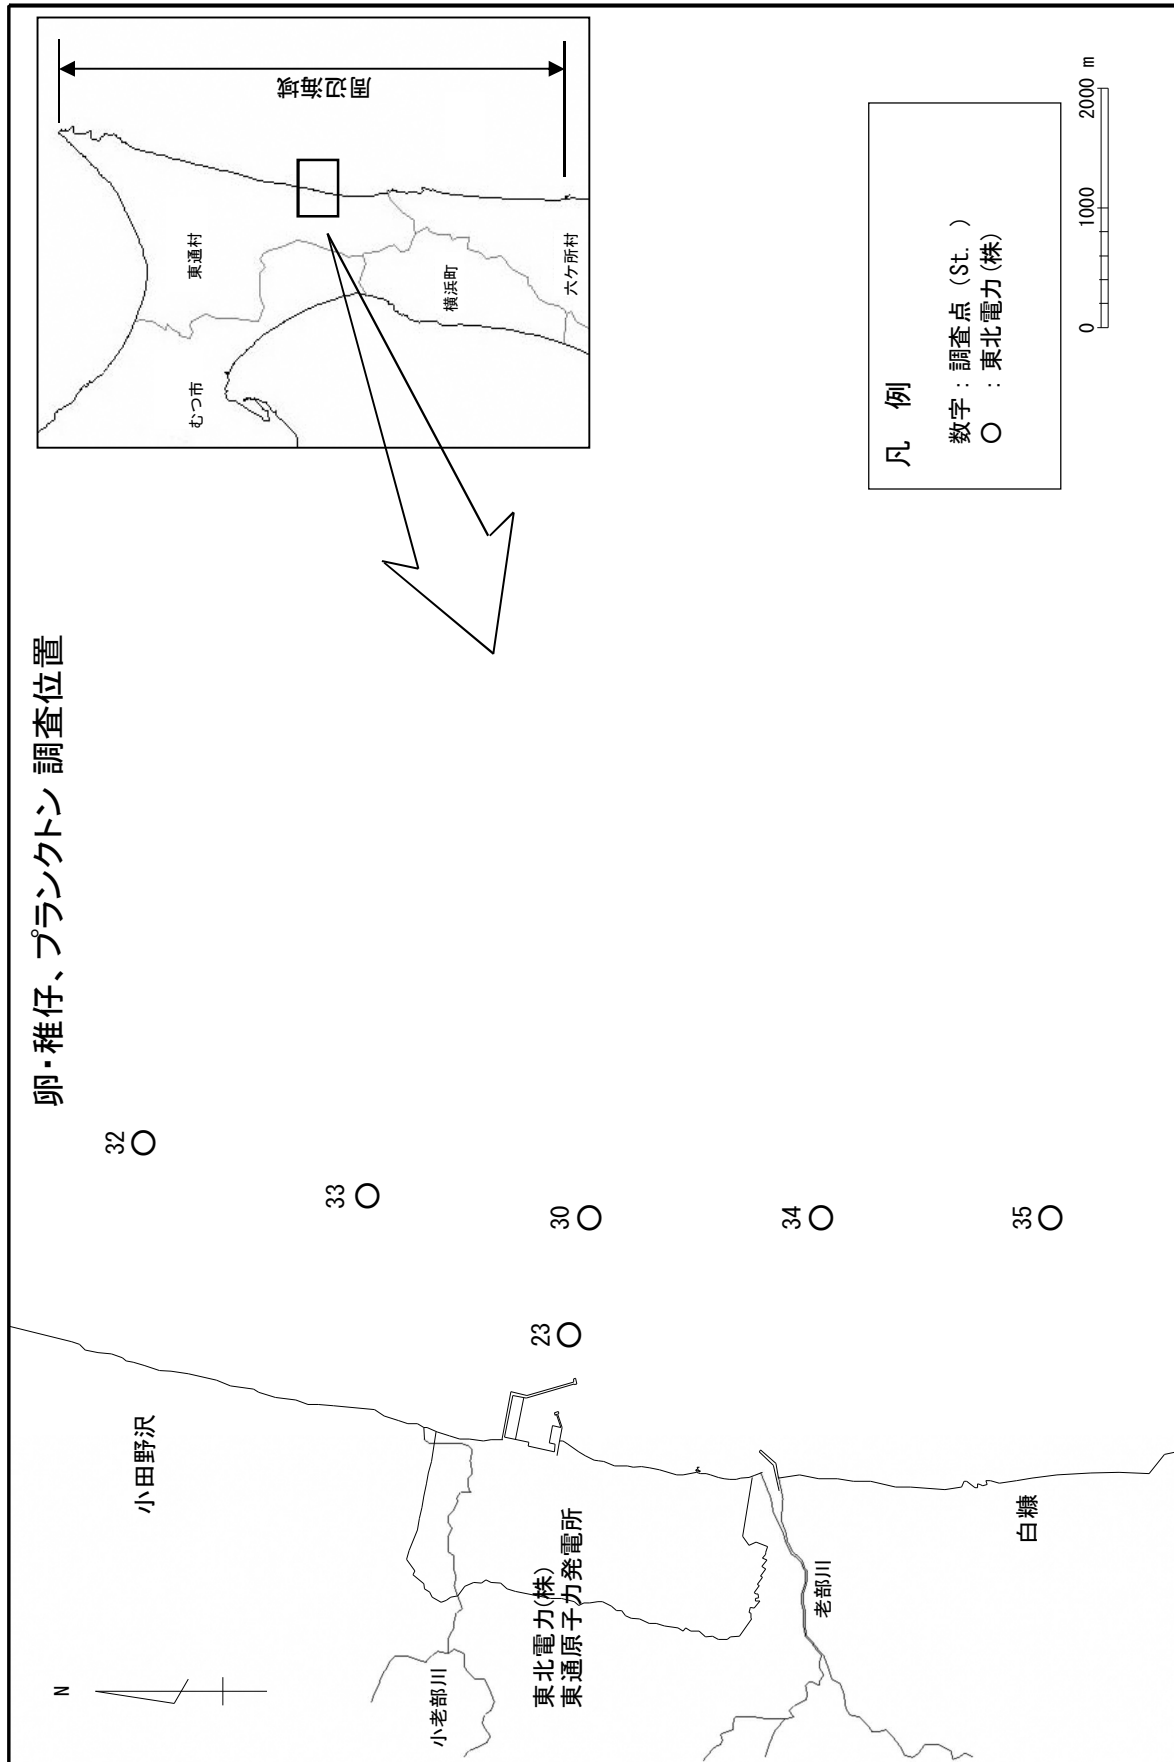 卵・稚仔、プランクトン 調査位置
N
小田野沢
小老部川
東北電力(株)
東通原子力発電所
老部川
白糠
32
33
30
23
34
35
周辺海域
むつ市
東通村
横浜町
六ケ所村
凡 例
数字：調査点 (St. )
○ ：東北電力(株)
0 1000 2000 m